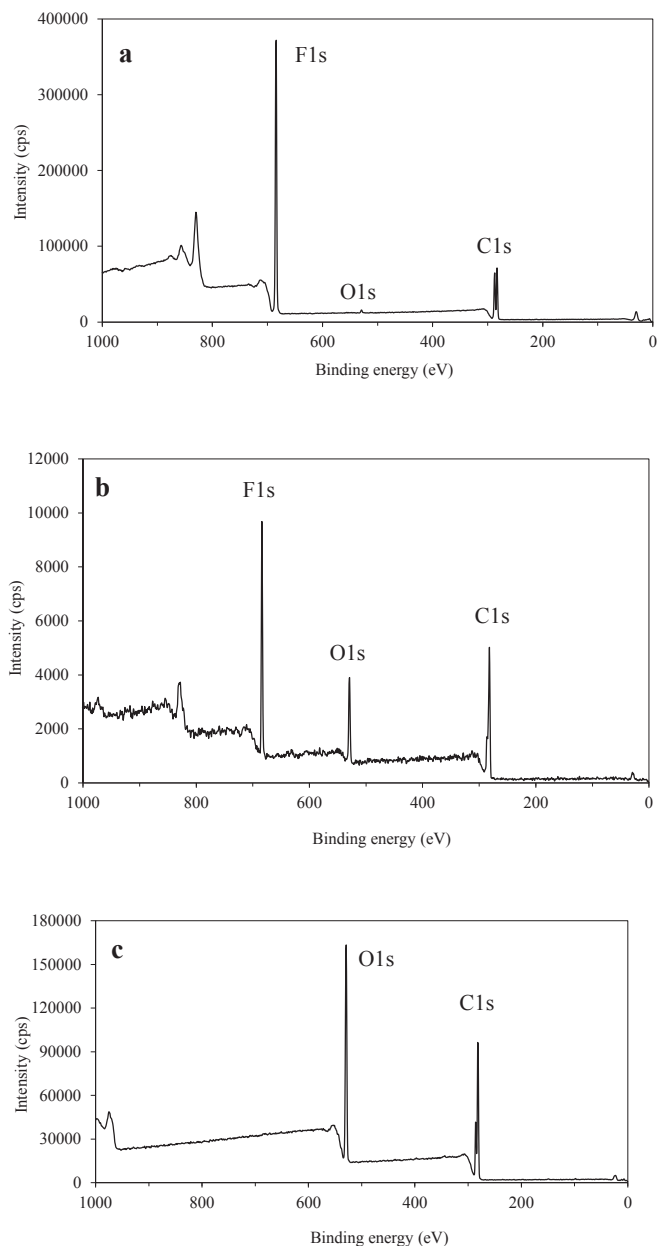 400000
a
F1s
300000
Intensity (cps)
200000
C1s
100000
O1s
0
1000 800 600 400 200 0
Binding energy (eV)
12000
b
F1s
10000
8000
Intensity (cps)
C1s
6000
O1s
4000
2000
0
1000 800 600 400 200 0
Binding energy (eV)
180000
c
O1s
150000
C1s
120000
Intensity (cps)
90000
60000
30000
0
1000 800 600 400 200 0
Binding energy (eV)